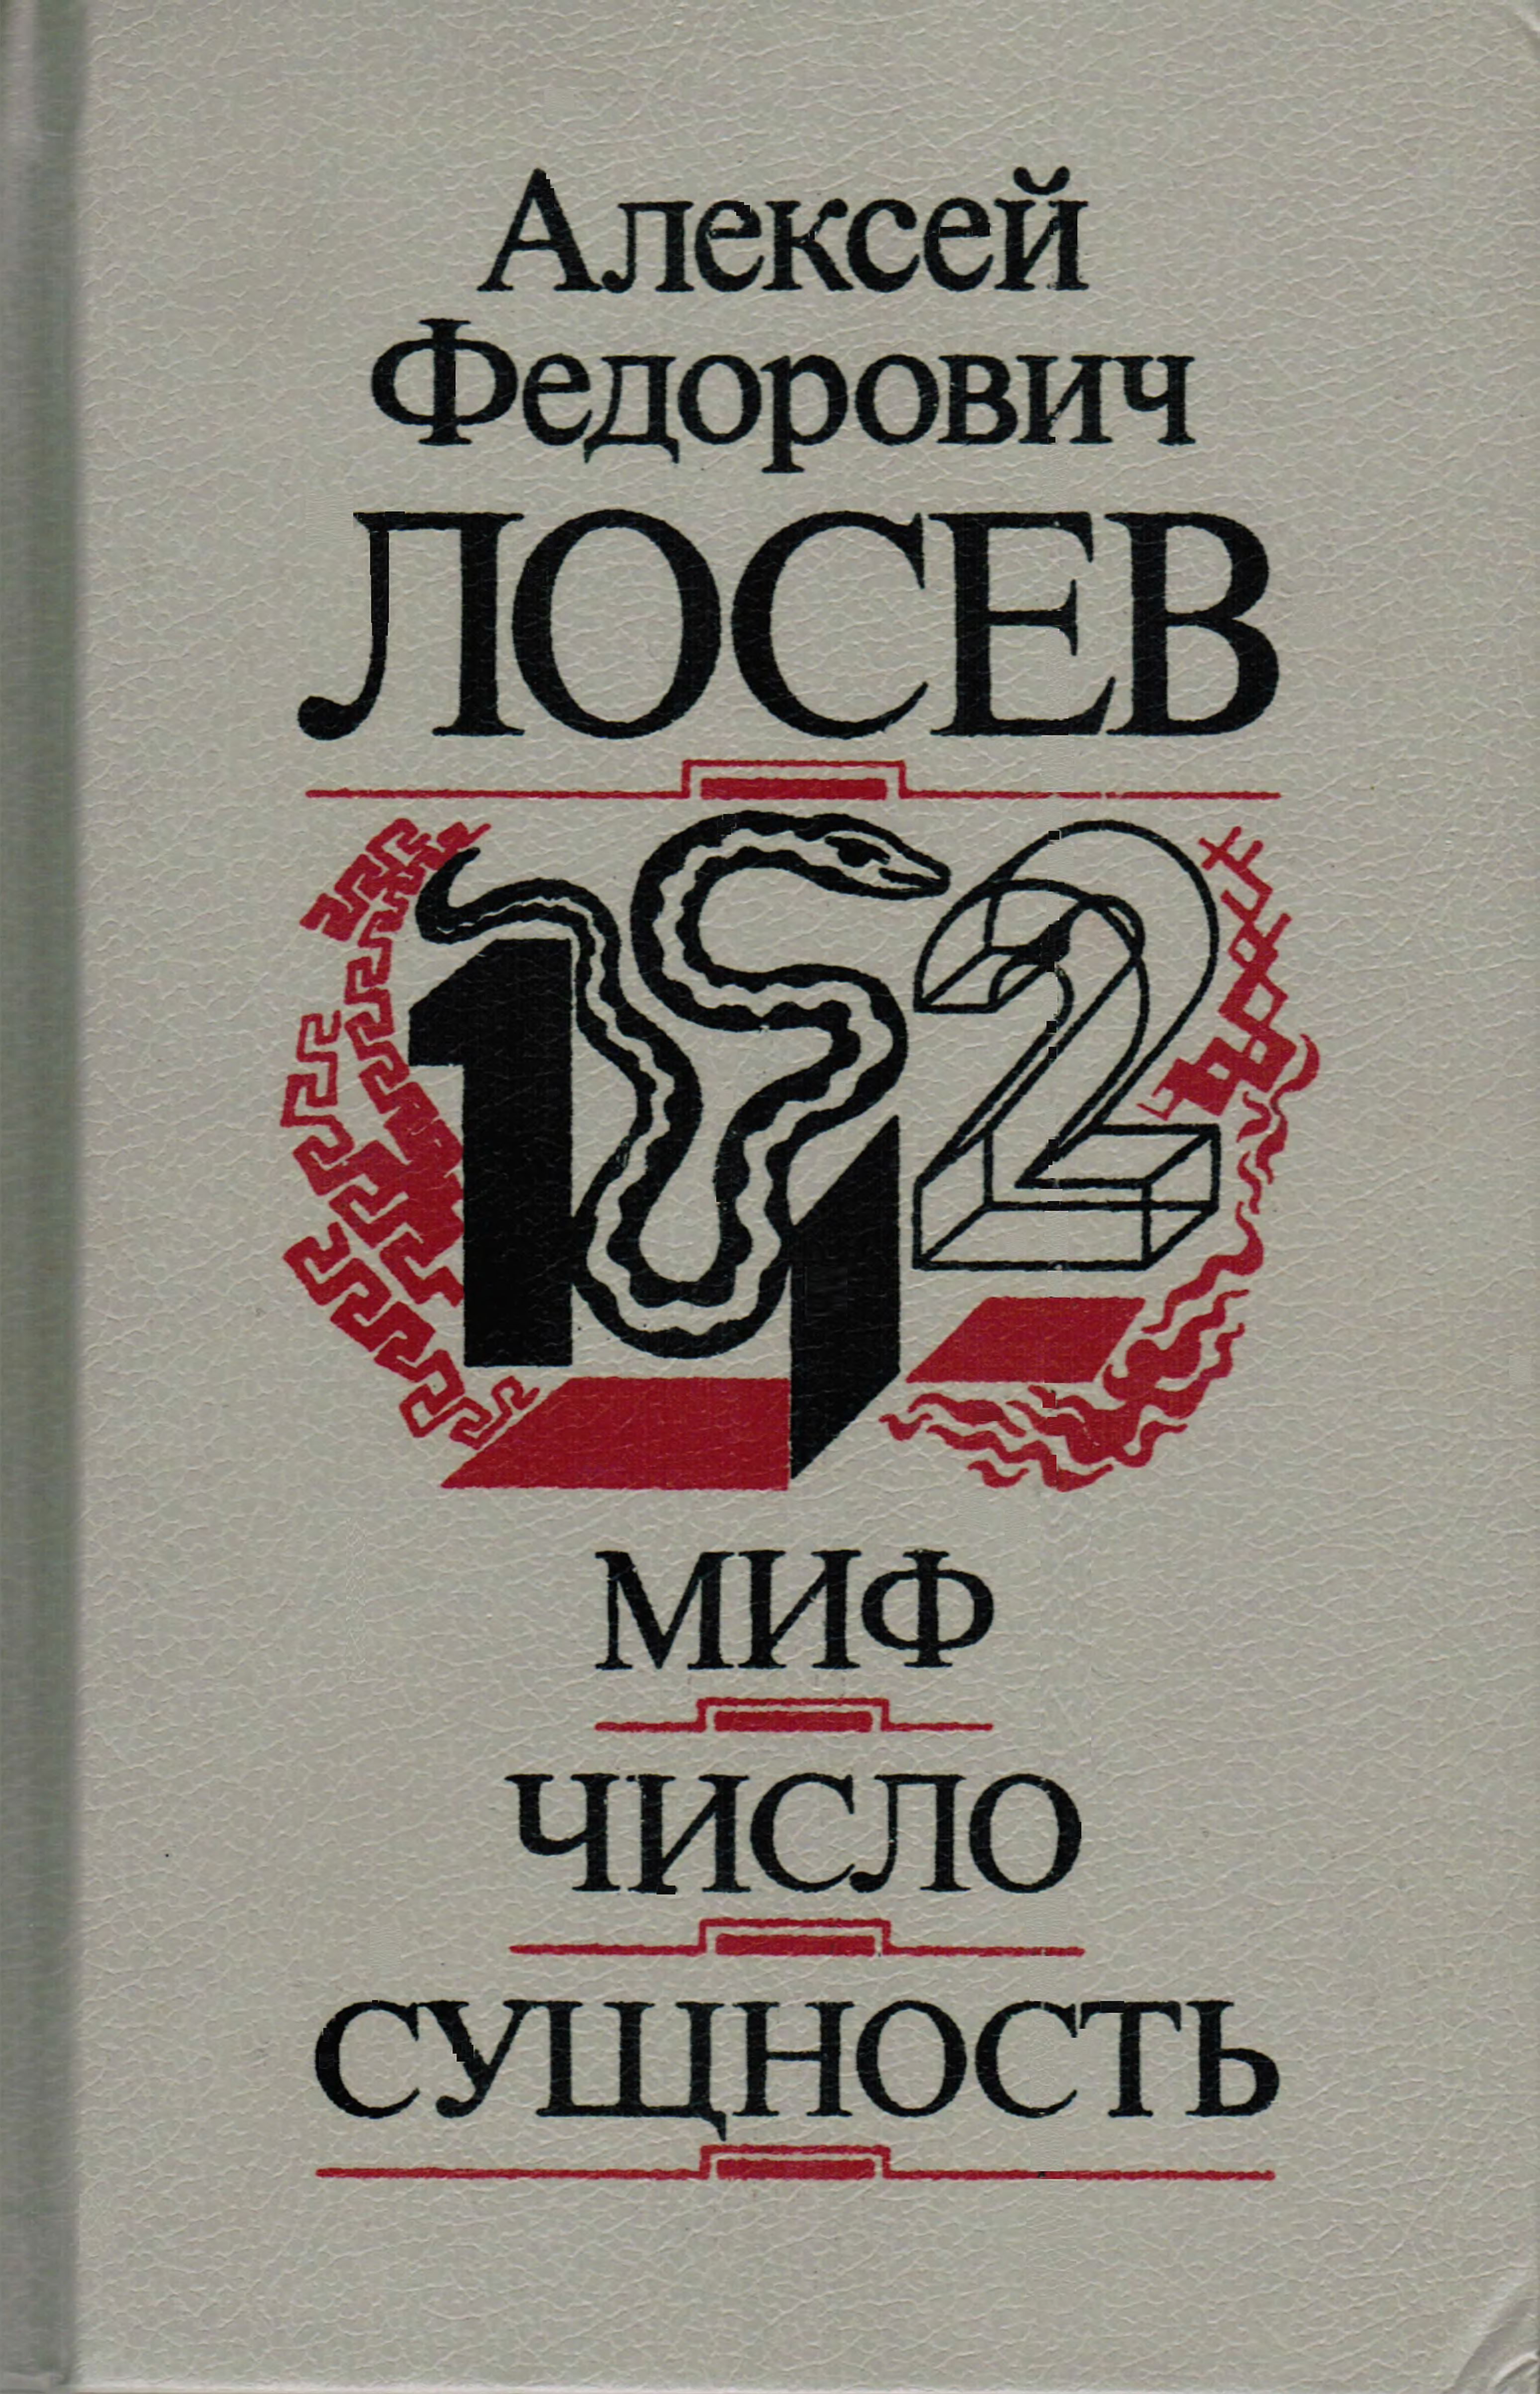 Алексей
Федорович
ЛОСЕВ
1 2
МИФ
ЧИСЛО
СУЩНОСТЬ